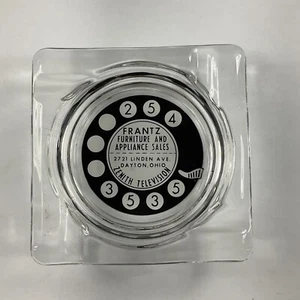 2 5 4
FRANTZ
FURNITURE AND
APPLIANCE SALES
2721 LINDEN AVE.
DAYTON, OHIO
ZENITH TELEVISION
3 5 3 5